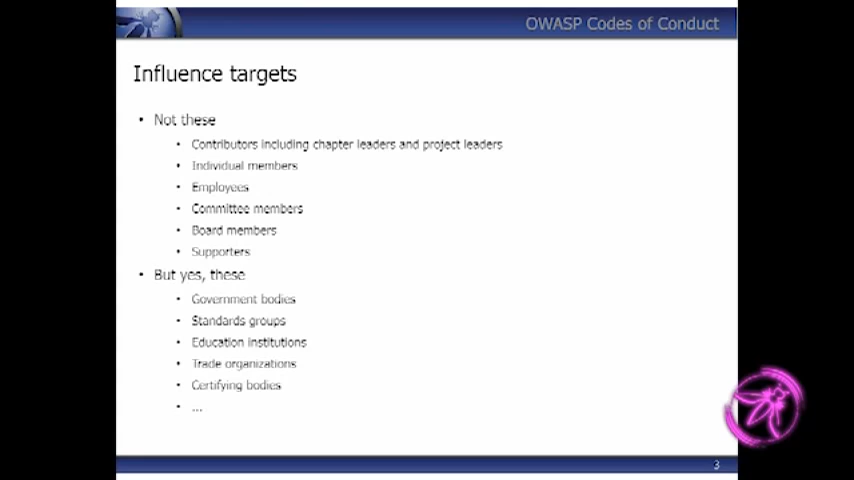 OWASP Codes of Conduct
Influence targets
• Not these
• Contributors including chapter leaders and project leaders
• Individual members
• Employees
• Committee members
• Board members
• Supporters
• But yes, these
• Government bodies
• Standards groups
• Education institutions
• Trade organizations
• Certifying bodies
• ...
3